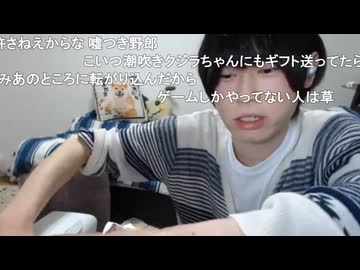 許さねえからな 嘘つき野郎
こいつ潮吹きクジラちゃんにもギフト送ってたら
みあのところに転がり込んだから
ゲームしかやってない人は草